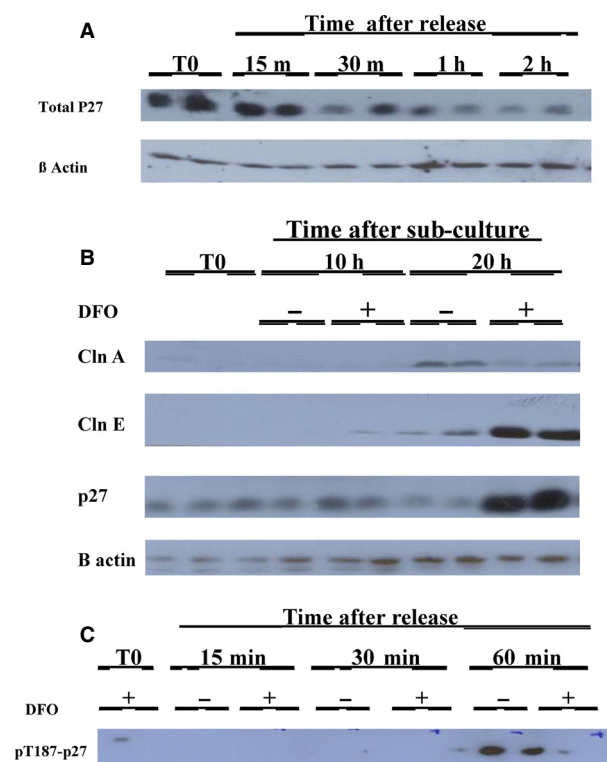 A
Time after release
T0 15 m 30 m 1 h 2 h
Total P27
ß Actin
B
Time after sub-culture
T0 10 h 20 h
DFO – + – +
Cln A
Cln E
p27
B actin
C
Time after release
T0 15 min 30 min 60 min
DFO + – + – + – +
pT187-p27